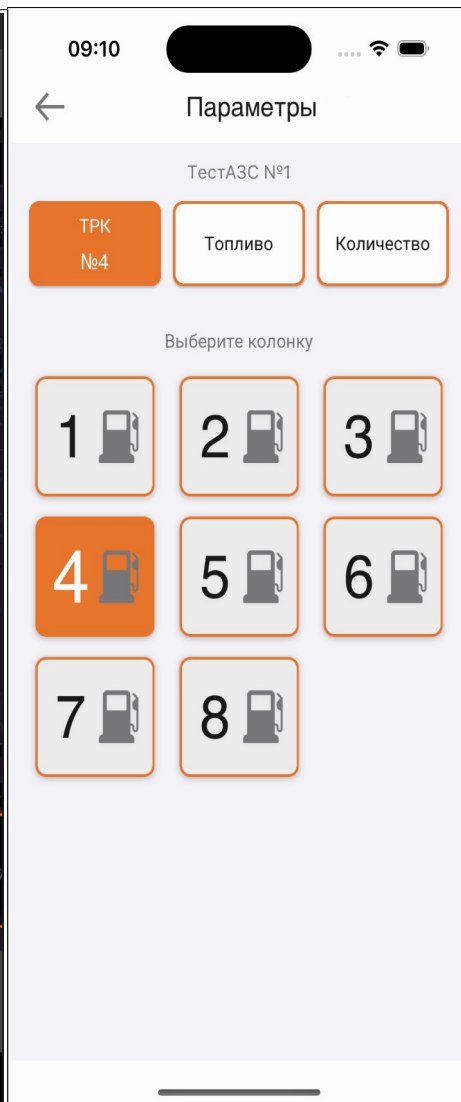 09:10
Параметры
ТестАЗС №1
ТРК
№4
Топливо
Количество
Выберите колонку
1
2
3
4
5
6
7
8